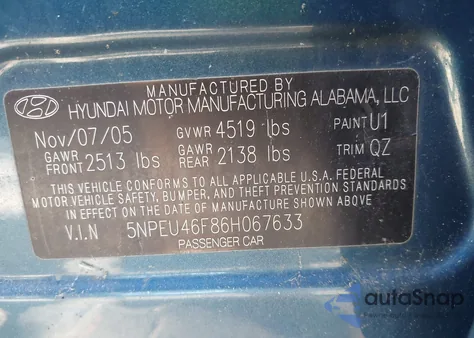 MANUFACTURED BY
HYUNDAI MOTOR MANUFACTURING ALABAMA, LLC
Nov/07/05 GVWR 4519 lbs PAINT U1
GAWR FRONT 2513 lbs GAWR REAR 2138 lbs TRIM QZ
THIS VEHICLE CONFORMS TO ALL APPLICABLE U.S.A. FEDERAL
MOTOR VEHICLE SAFETY, BUMPER, AND THEFT PREVENTION STANDARDS
IN EFFECT ON THE DATE OF MANUFACTURE SHOWN ABOVE.
V.I.N 5NPEU46F86H067633
PASSENGER CAR
autoSnap